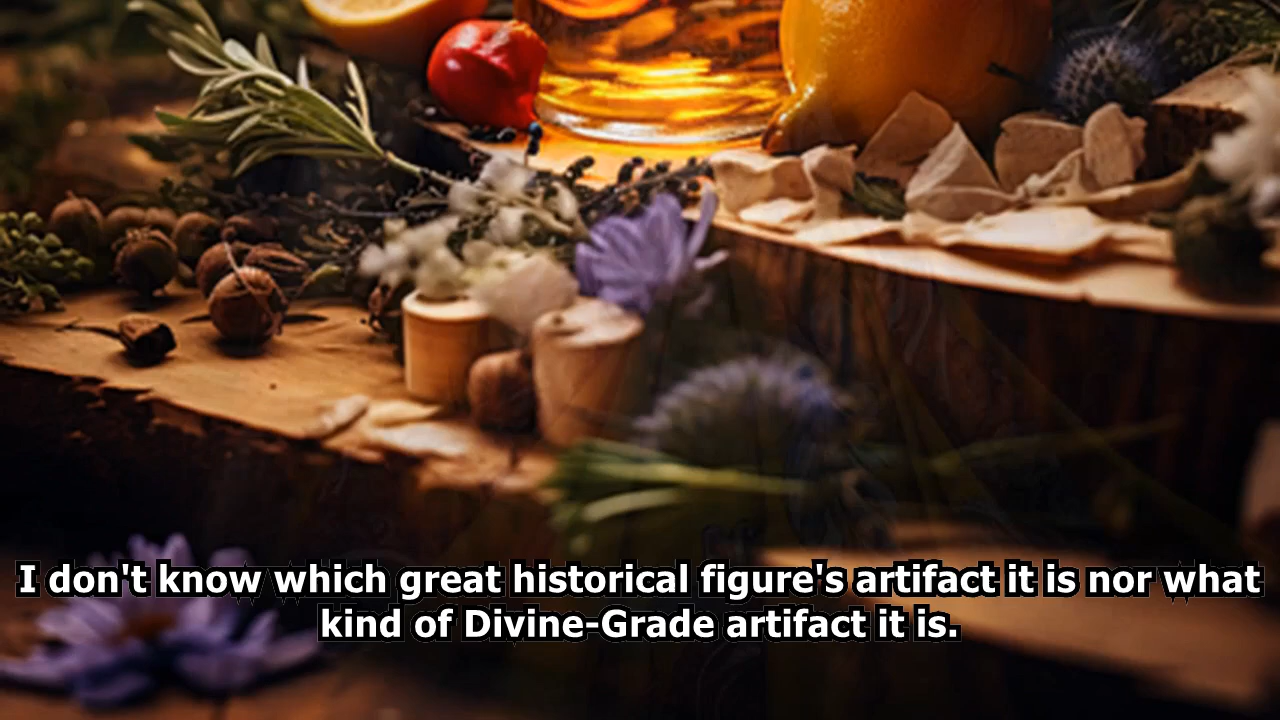 I don't know which great historical figure's artifact it is nor what
kind of Divine-Grade artifact it is.